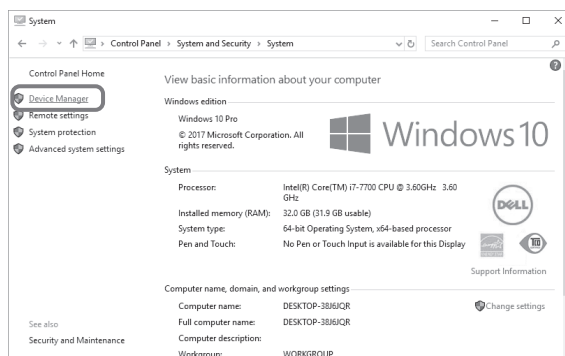 System
Control Panel > System and Security > System
Search Control Panel
Control Panel Home
Device Manager
Remote settings
System protection
Advanced system settings
See also
Security and Maintenance
View basic information about your computer
Windows edition
Windows 10 Pro
© 2017 Microsoft Corporation. All
rights reserved.
Windows 10
System
Processor: Intel(R) Core(TM) i7-7700 CPU @ 3.60GHz 3.60
GHz
Installed memory (RAM): 32.0 GB (31.9 GB usable)
System type: 64-bit Operating System, x64-based processor
Pen and Touch: No Pen or Touch Input is available for this Display
DELL
Support Information
Computer name, domain, and workgroup settings
Computer name: DESKTOP-38J6JQR
Change settings
Full computer name: DESKTOP-38J6JQR
Computer description:
Workgroup: WORKGROUP